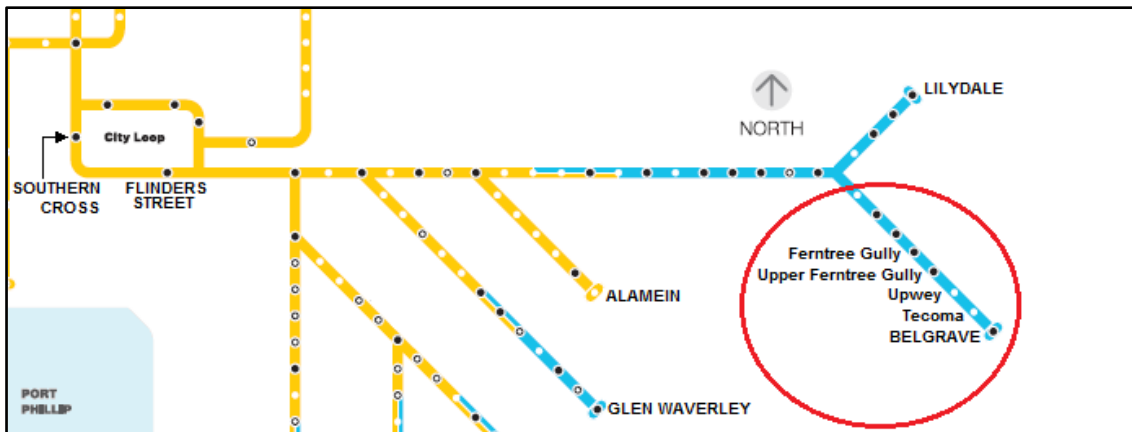 LILYDALE
NORTH
City Loop
SOUTHERN
CROSS
FLINDERS
STREET
Ferntree Gully
Upper Ferntree Gully
Upwey
Tecoma
BELGRAVE
ALAMEIN
GLEN WAVERLEY
PORT
PHILLIP